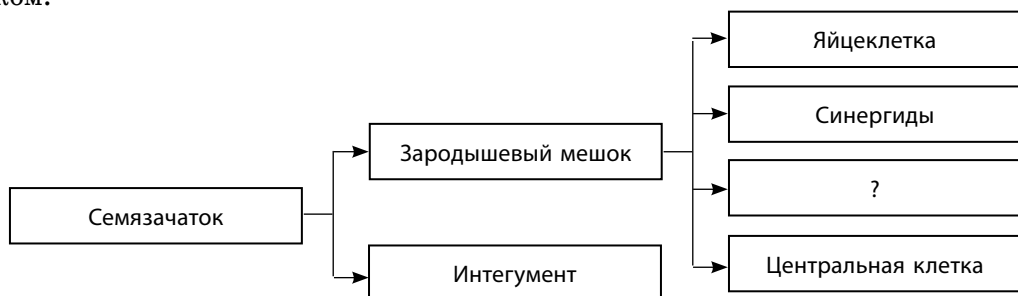 Яйцеклетка
Синергиды
Зародышевый мешок
?
Семязачаток
Центральная клетка
Интегумент